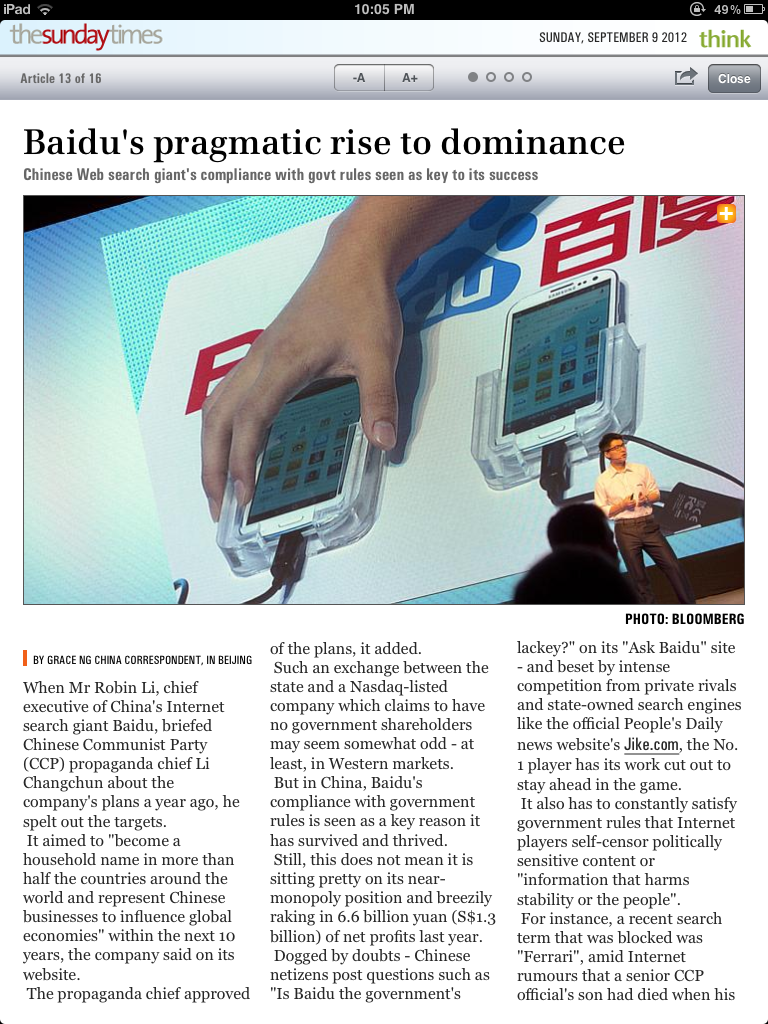 iPad
10:05 PM
49%
thesundaytimes
SUNDAY, SEPTEMBER 9 2012
think
Article 13 of 16
-A
A+
Close
Baidu's pragmatic rise to dominance
Chinese Web search giant's compliance with govt rules seen as key to its success
百度
du
SAMSUNG
PHOTO: BLOOMBERG
BY GRACE NG CHINA CORRESPONDENT, IN BEIJING
When Mr Robin Li, chief
executive of China's Internet
search giant Baidu, briefed
Chinese Communist Party
(CCP) propaganda chief Li
Changchun about the
company's plans a year ago, he
spelt out the targets.
It aimed to "become a
household name in more than
half the countries around the
world and represent Chinese
businesses to influence global
economies" within the next 10
years, the company said on its
website.
The propaganda chief approved
of the plans, it added.
Such an exchange between the
state and a Nasdaq-listed
company which claims to have
no government shareholders
may seem somewhat odd - at
least, in Western markets.
But in China, Baidu's
compliance with government
rules is seen as a key reason it
has survived and thrived.
Still, this does not mean it is
sitting pretty on its near-
monopoly position and breezily
raking in 6.6 billion yuan (S$1.3
billion) of net profits last year.
Dogged by doubts - Chinese
netizens post questions such as
"Is Baidu the government's
lackey?" on its "Ask Baidu" site
- and beset by intense
competition from private rivals
and state-owned search engines
like the official People's Daily
news website's Jike.com, the No.
1 player has its work cut out to
stay ahead in the game.
It also has to constantly satisfy
government rules that Internet
players self-censor politically
sensitive content or
"information that harms
stability or the people".
For instance, a recent search
term that was blocked was
"Ferrari", amid Internet
rumours that a senior CCP
official's son had died when his